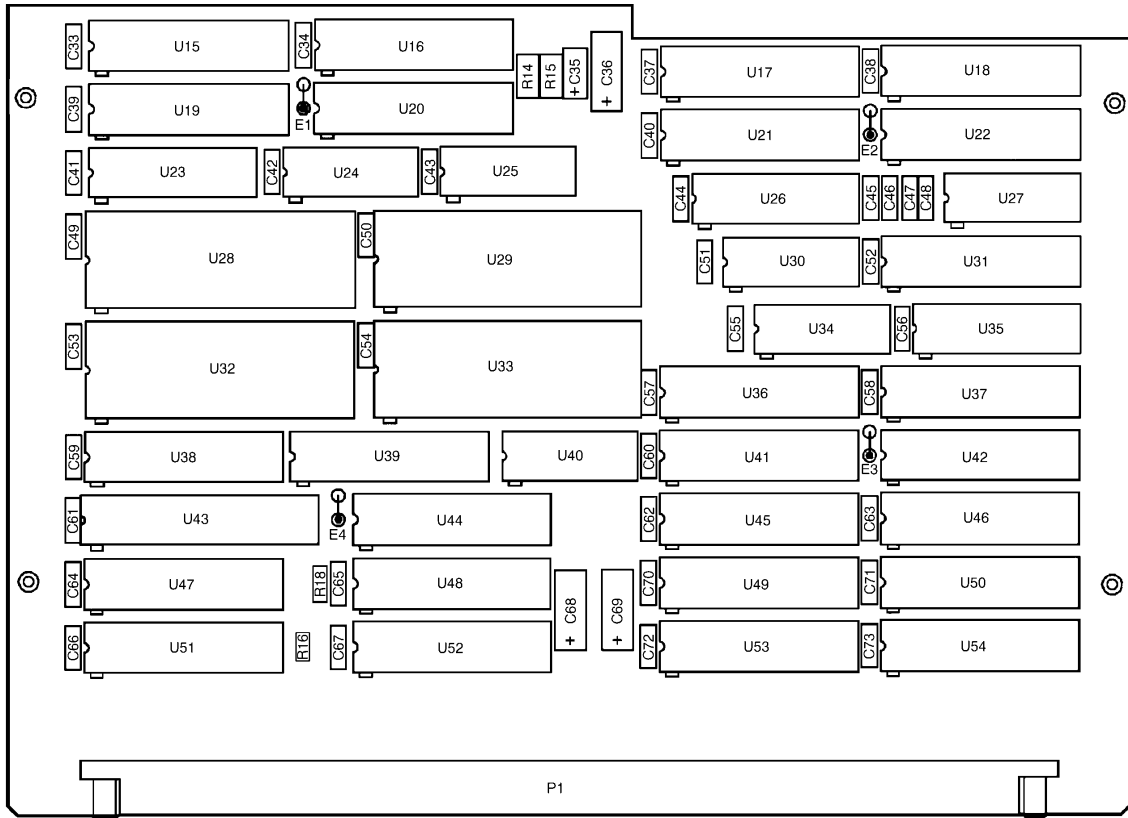 C33 U15 C34 U16 R14 R15 +C35 + C36 C37 U17 C38 U18
C39 U19 E1 U20 C40 U21 E2 U22
C41 U23 C42 U24 C43 U25 C44 U26 C45 C46 C47 C48 U27
C49 U28 C50 U29 C51 U30 C52 U31
C53 U32 C54 U33 C55 U34 C56 U35
C57 U36 C58 U37
C59 U38 U39 U40 C60 U41 E3 U42
C61 U43 E4 U44 C62 U45 C63 U46
C64 U47 R18 C65 U48 + C68 + C69 C70 U49 C71 U50
C66 U51 R16 C67 U52 C72 U53 C73 U54
P1